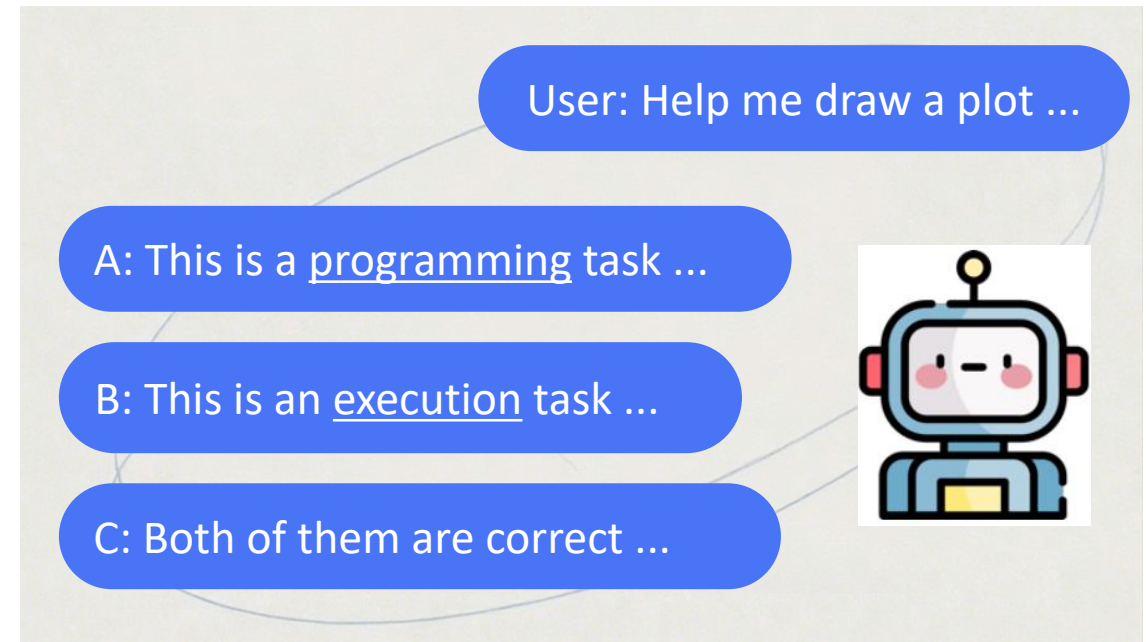 User: Help me draw a plot ...
A: This is a programming task ...
B: This is an execution task ...
C: Both of them are correct ...